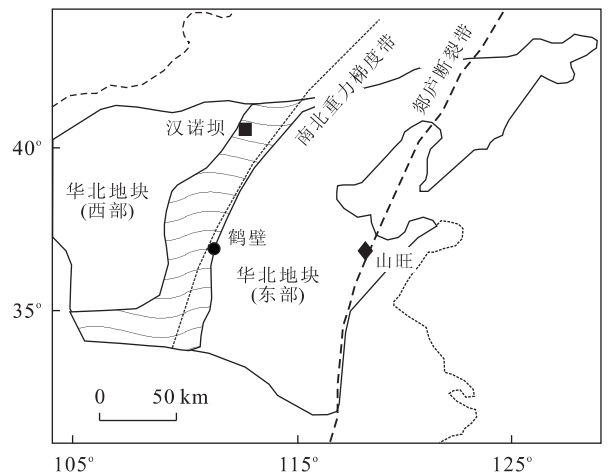 南北重力梯度带
郯庐断裂带
汉诺坝
40°
华北地块
(西部)
鹤壁
山旺
华北地块
(东部)
35°
0 50 km
105° 115° 125°